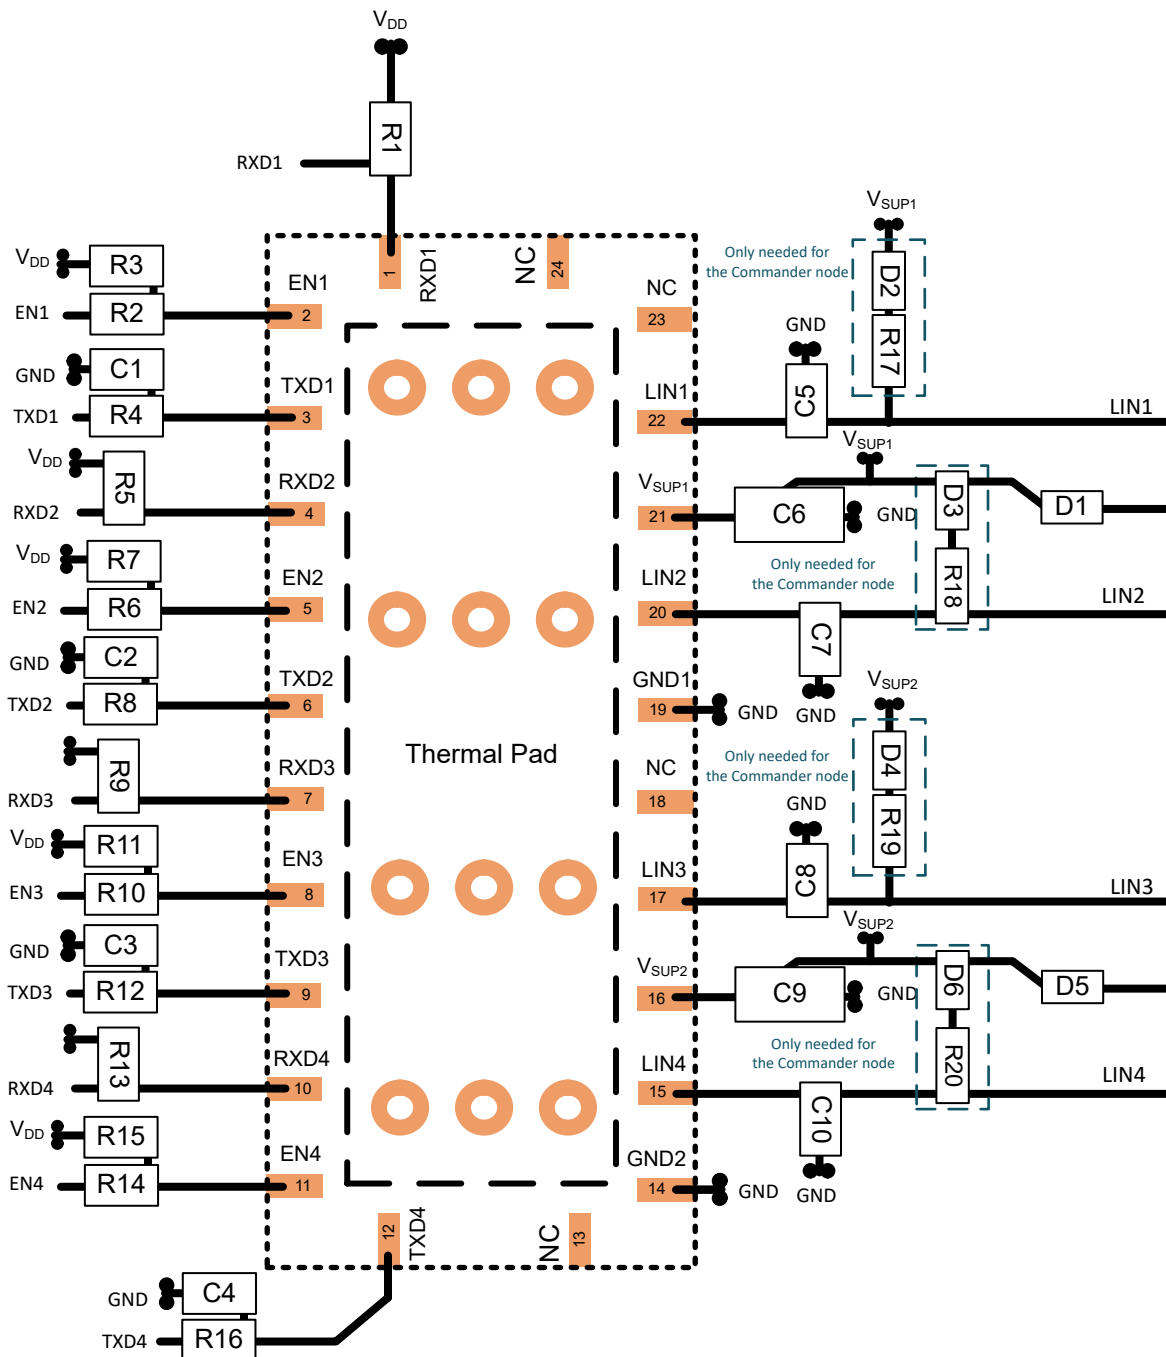 VDD
R1
RXD1
1
RXD1
NC
24
VDD
R3
EN1
R2
EN1
2
GND
C1
TXD1
R4
TXD1
3
VDD
R5
RXD2
RXD2
4
VDD
R7
EN2
R6
EN2
5
GND
C2
TXD2
R8
TXD2
6
R9
RXD3
RXD3
7
VDD
R11
EN3
R10
EN3
8
GND
C3
TXD3
R12
TXD3
9
R13
RXD4
RXD4
10
VDD
R15
EN4
R14
EN4
11
12
TXD4
NC
13
GND
C4
TXD4
R16
Thermal Pad
NC
23
VSUP1
Only needed for
the Commander node
D2
R17
GND
C5
LIN1
22
LIN1
VSUP1
VSUP1
21
C6
GND
D3
D1
Only needed for
the Commander node
R18
LIN2
20
LIN2
C7
GND
GND1
19
GND
VSUP2
NC
18
Only needed for
the Commander node
D4
R19
GND
C8
LIN3
17
LIN3
VSUP2
VSUP2
16
C9
GND
D6
D5
Only needed for
the Commander node
R20
LIN4
15
LIN4
C10
GND
GND2
14
GND